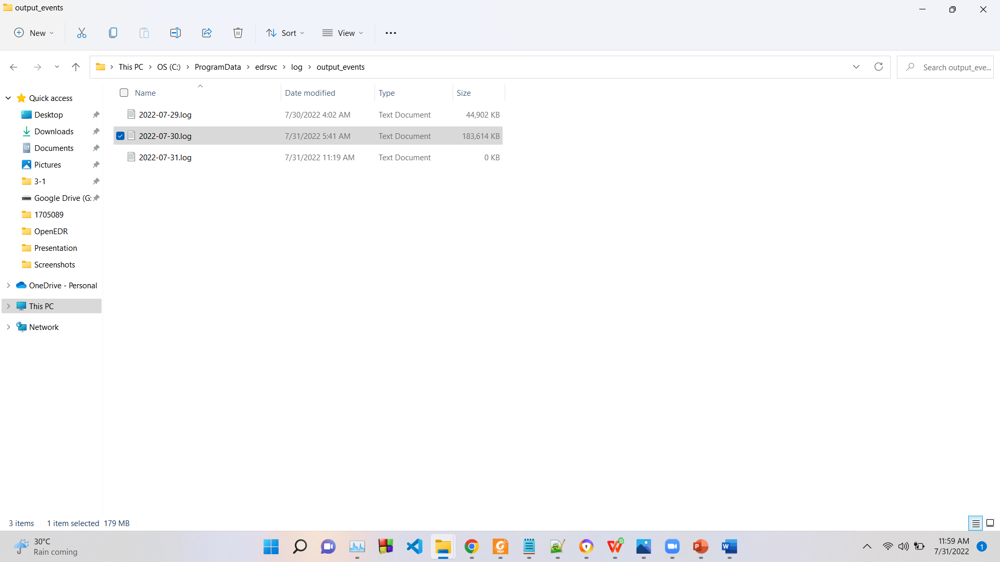 output_events
New
Sort
View
This PC
OS (C:)
ProgramData
edrsvc
log
output_events
Search output_eve...
Quick access
Desktop
Downloads
Documents
Pictures
3-1
Google Drive (G:
1705089
OpenEDR
Presentation
Screenshots
OneDrive - Personal
This PC
Network
Name Date modified Type Size
2022-07-29.log 7/30/2022 4:02 AM Text Document 44,902 KB
2022-07-30.log 7/31/2022 5:41 AM Text Document 183,614 KB
2022-07-31.log 7/31/2022 11:19 AM Text Document 0 KB
3 items 1 item selected 179 MB
30°C
Rain coming
PDF
W
S
P
W
11:59 AM
7/31/2022
1